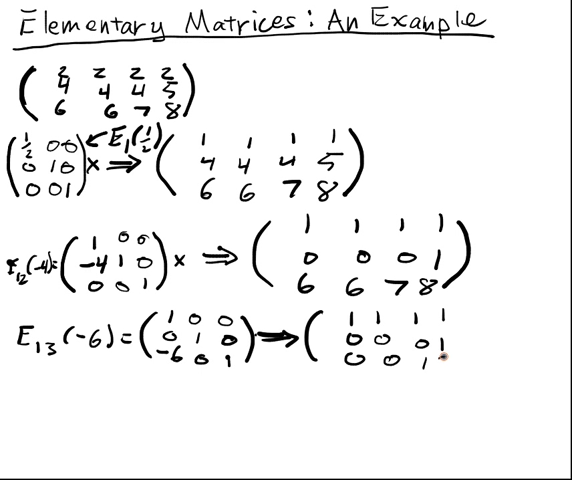 Elementary Matrices: An Example
( 2 2 2 2
4 4 4 5
6 6 7 8 )
( 1/2 0 0 ← E₁(1/2)
0 1 0 ) × ⇒ ( 1 1 1 1
0 0 1 4 4 4 5
6 6 7 8 )
E₁₂(-4) = ( 1 0 0
-4 1 0
0 0 1 ) × ⇒ ( 1 1 1 1
0 0 0 1
6 6 7 8 )
E₁₃(-6) = ( 1 0 0
0 1 0
-6 0 1 ) → ( 1 1 1 1
0 0 0 1
0 0 1